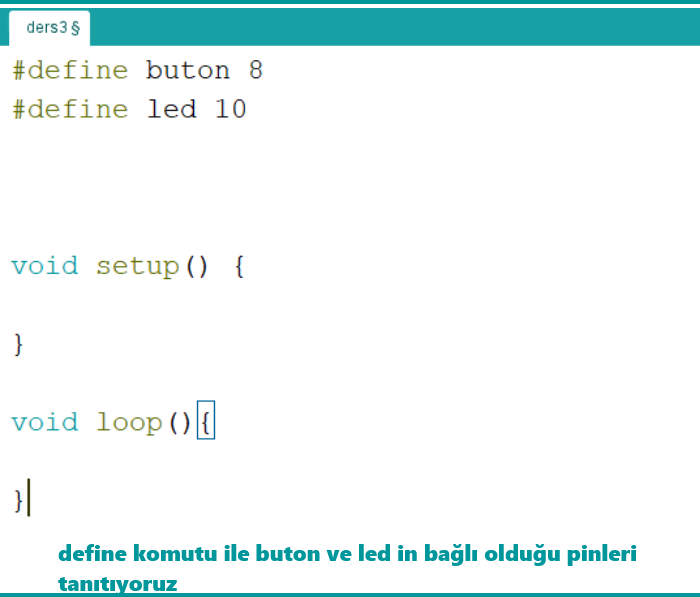 ders3 §
#define buton 8
#define led 10
void setup() {
}
void loop(){
}
define komutu ile buton ve led in bağlı olduğu pinleri
tanıtıyoruz